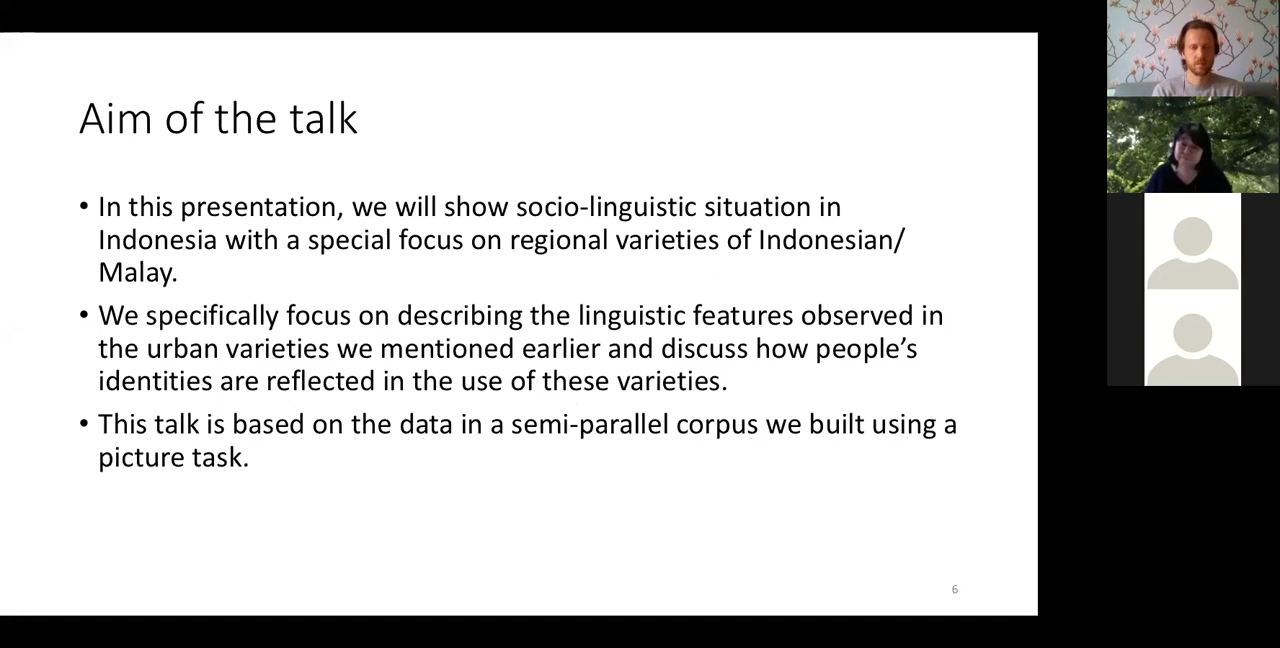 Aim of the talk
• In this presentation, we will show socio-linguistic situation in
Indonesia with a special focus on regional varieties of Indonesian/
Malay.
• We specifically focus on describing the linguistic features observed in
the urban varieties we mentioned earlier and discuss how people’s
identities are reflected in the use of these varieties.
• This talk is based on the data in a semi-parallel corpus we built using a
picture task.
6